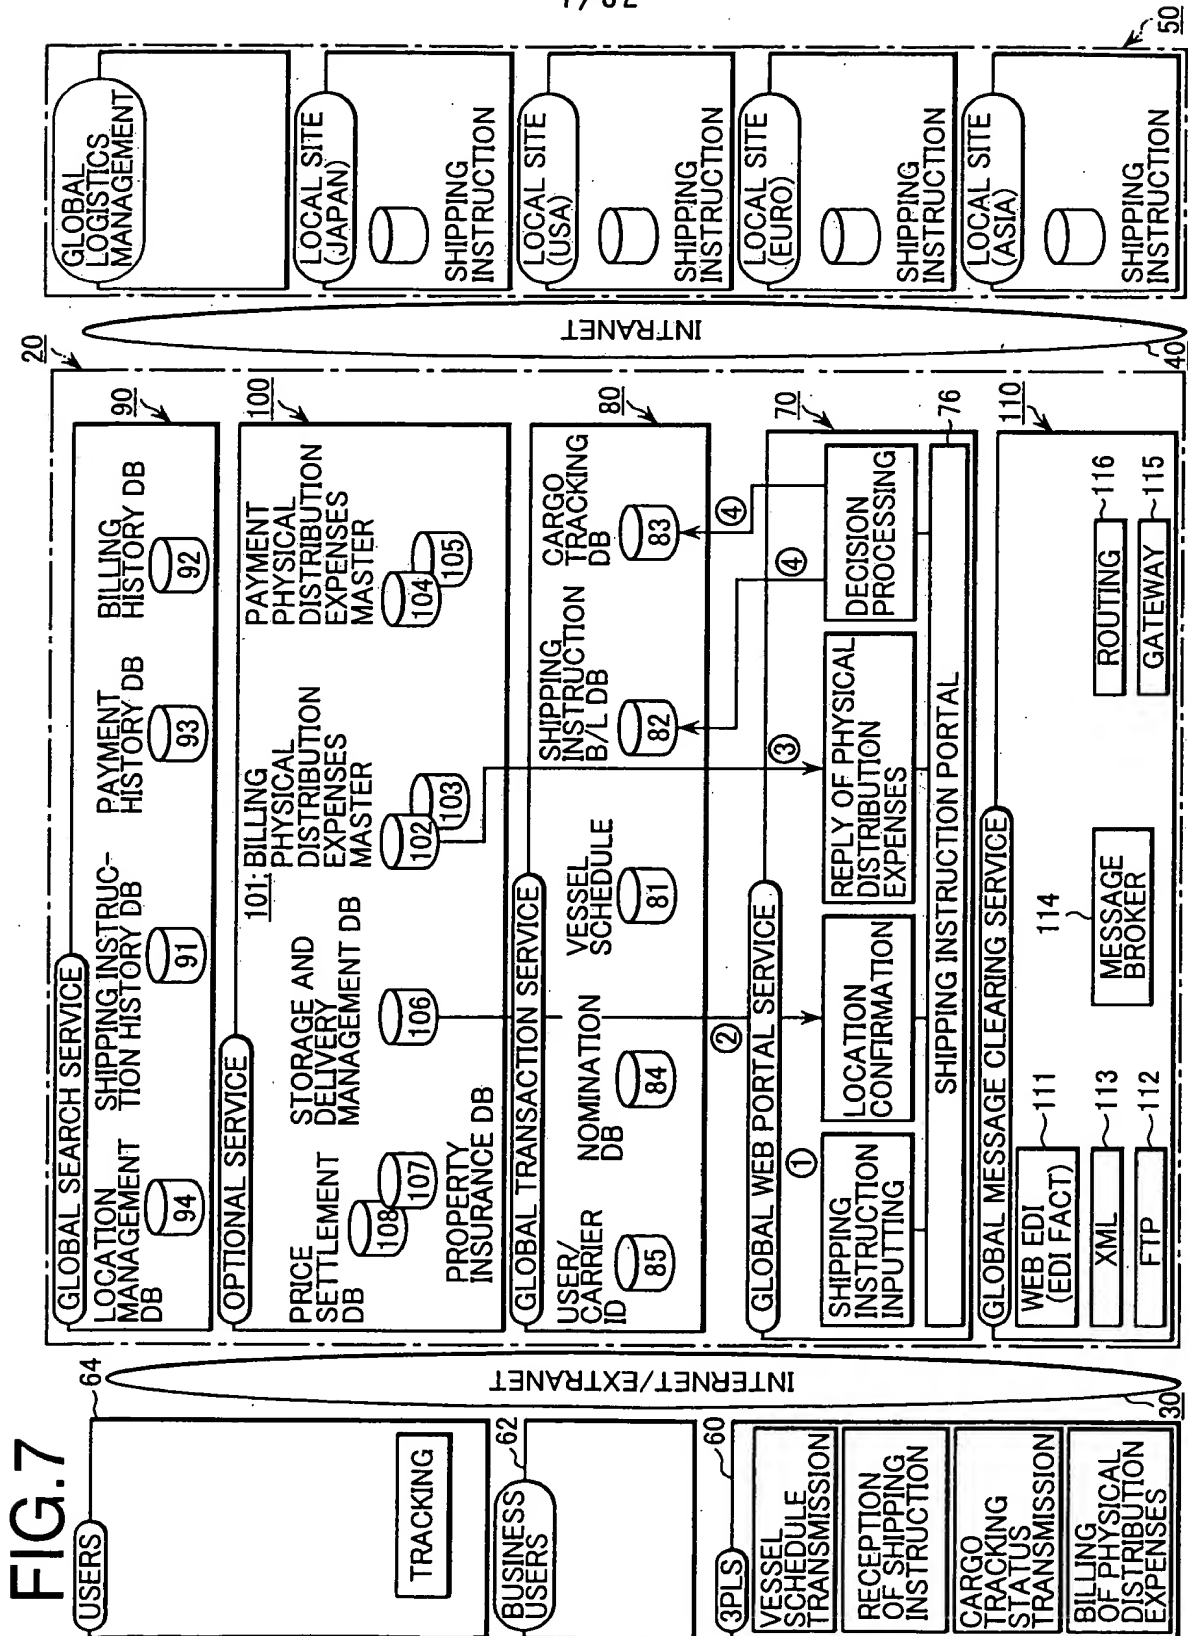 FIG.7
USERS
64
TRACKING
BUSINESS
USERS
62
3PLS
60
VESSEL
SCHEDULE
TRANSMISSION
RECEPTION
OF SHIPPING
INSTRUCTION
CARGO
TRACKING
STATUS
TRANSMISSION
BILLING
OF PHYSICAL
DISTRIBUTION
EXPENSES
INTERNET/EXTRANET
30
20
GLOBAL SEARCH SERVICE
90
LOCATION
MANAGEMENT
DB
94
SHIPPING INSTRUC-
TION HISTORY DB
91
PAYMENT
HISTORY DB
93
BILLING
HISTORY DB
92
OPTIONAL SERVICE
100
PRICE
SETTLEMENT
DB
108
107
PROPERTY
INSURANCE DB
STORAGE AND
DELIVERY
MANAGEMENT DB
106
101: BILLING
PHYSICAL
DISTRIBUTION
EXPENSES
MASTER
102
103
PAYMENT
PHYSICAL
DISTRIBUTION
EXPENSES
MASTER
104
105
GLOBAL TRANSACTION SERVICE
80
USER/
CARRIER
ID
85
NOMINATION
DB
84
VESSEL
SCHEDULE
81
SHIPPING
INSTRUCTION
B/L DB
82
CARGO
TRACKING
DB
83
GLOBAL WEB PORTAL SERVICE
70
①
②
③
④
④
SHIPPING
INSTRUCTION
INPUTTING
LOCATION
CONFIRMATION
REPLY OF PHYSICAL
DISTRIBUTION
EXPENSES
DECISION
PROCESSING
SHIPPING INSTRUCTION PORTAL
76
GLOBAL MESSAGE CLEARING SERVICE
110
WEB EDI
(EDI FACT)
111
XML
113
FTP
112
114
MESSAGE
BROKER
ROUTING
116
GATEWAY
115
INTRANET
40
GLOBAL
LOGISTICS
MANAGEMENT
LOCAL SITE
(JAPAN)
SHIPPING
INSTRUCTION
LOCAL SITE
(USA)
SHIPPING
INSTRUCTION
LOCAL SITE
(EURO)
SHIPPING
INSTRUCTION
LOCAL SITE
(ASIA)
SHIPPING
INSTRUCTION
50